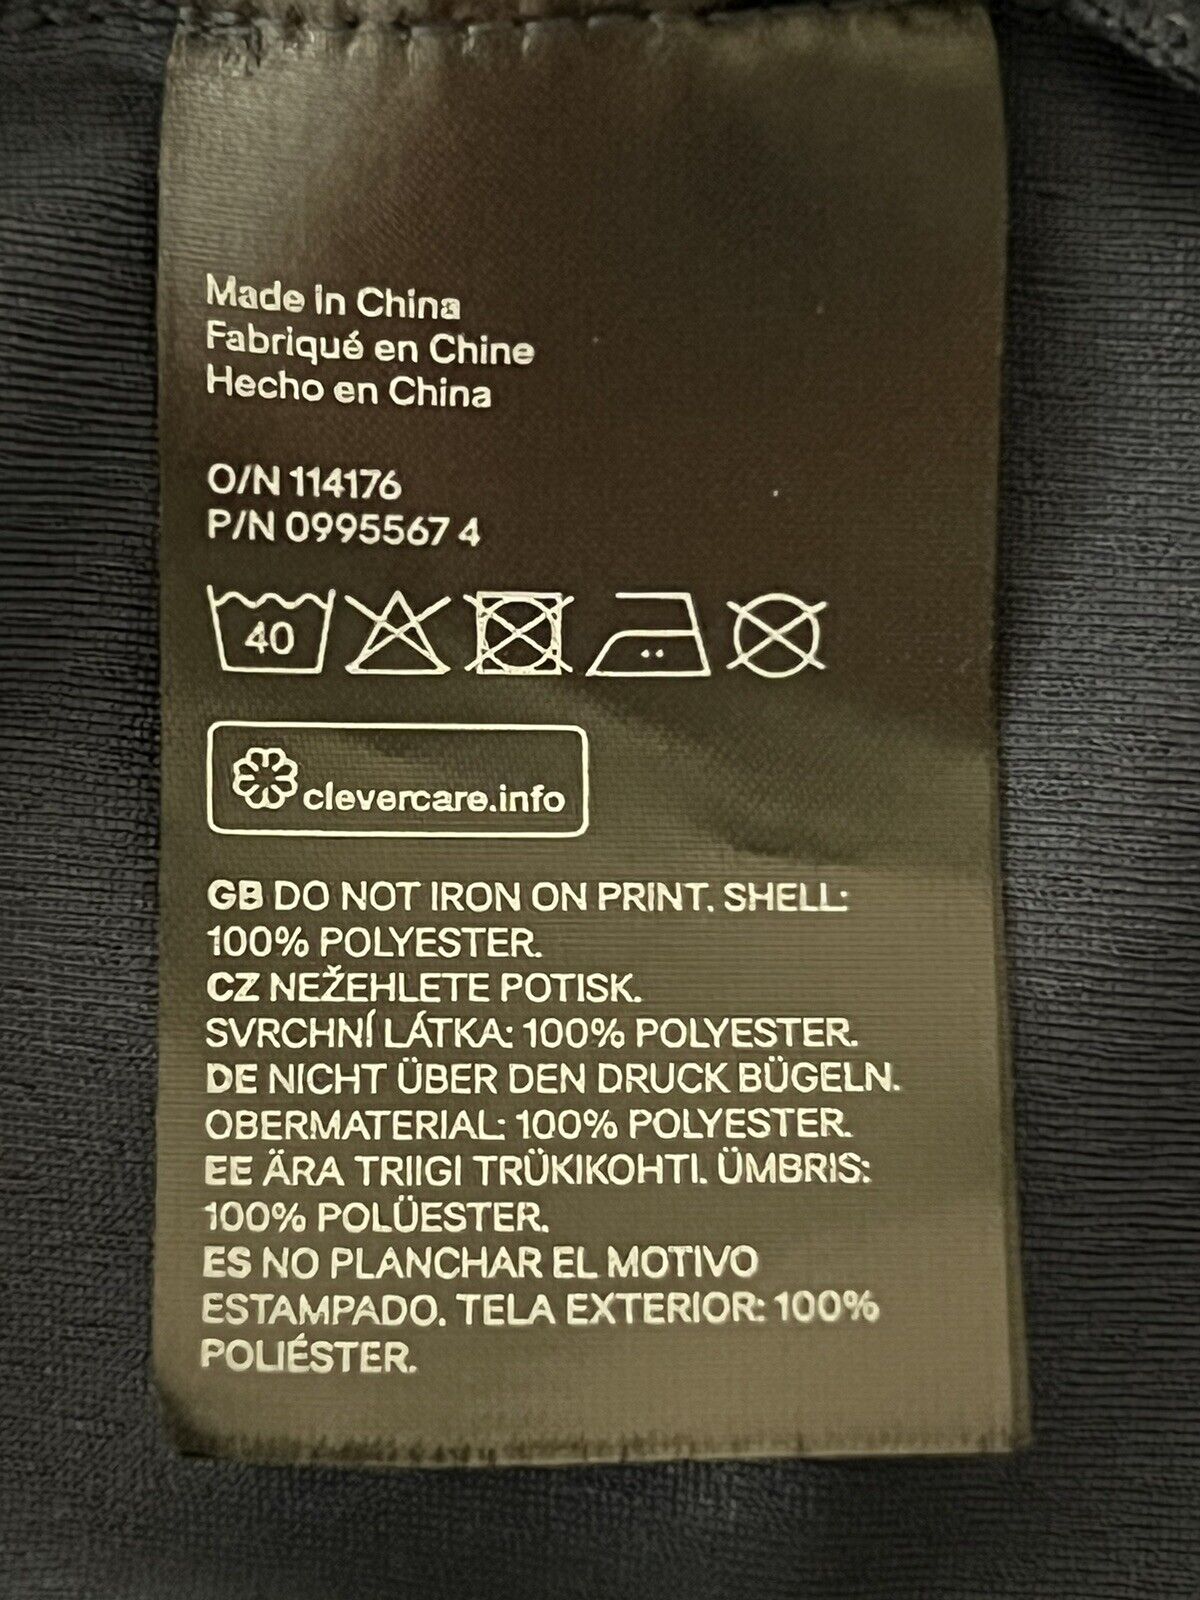 Made in China
Fabriqué en Chine
Hecho en China
O/N 114176
P/N 0995567 4
40
clevercare.info
GB DO NOT IRON ON PRINT. SHELL:
100% POLYESTER.
CZ NEŽEHLETE POTISK.
SVRCHNÍ LÁTKA: 100% POLYESTER.
DE NICHT ÜBER DEN DRUCK BÜGELN.
OBERMATERIAL: 100% POLYESTER.
EE ÄRA TRIIGI TRÜKIKOHTI. ÜMBRIS:
100% POLÜESTER.
ES NO PLANCHAR EL MOTIVO
ESTAMPADO. TELA EXTERIOR: 100%
POLIÉSTER.